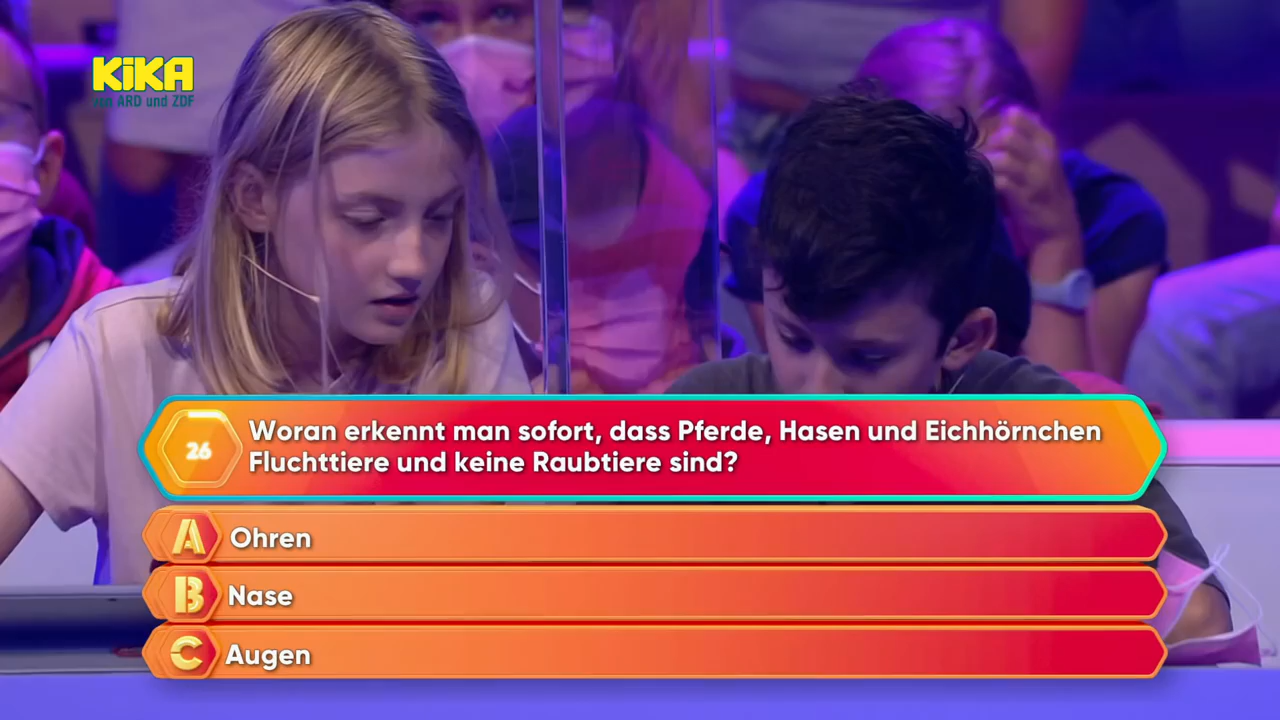 KiKA
von ARD und ZDF
26
Woran erkennt man sofort, dass Pferde, Hasen und Eichhörnchen
Fluchttiere und keine Raubtiere sind?
A Ohren
B Nase
C Augen